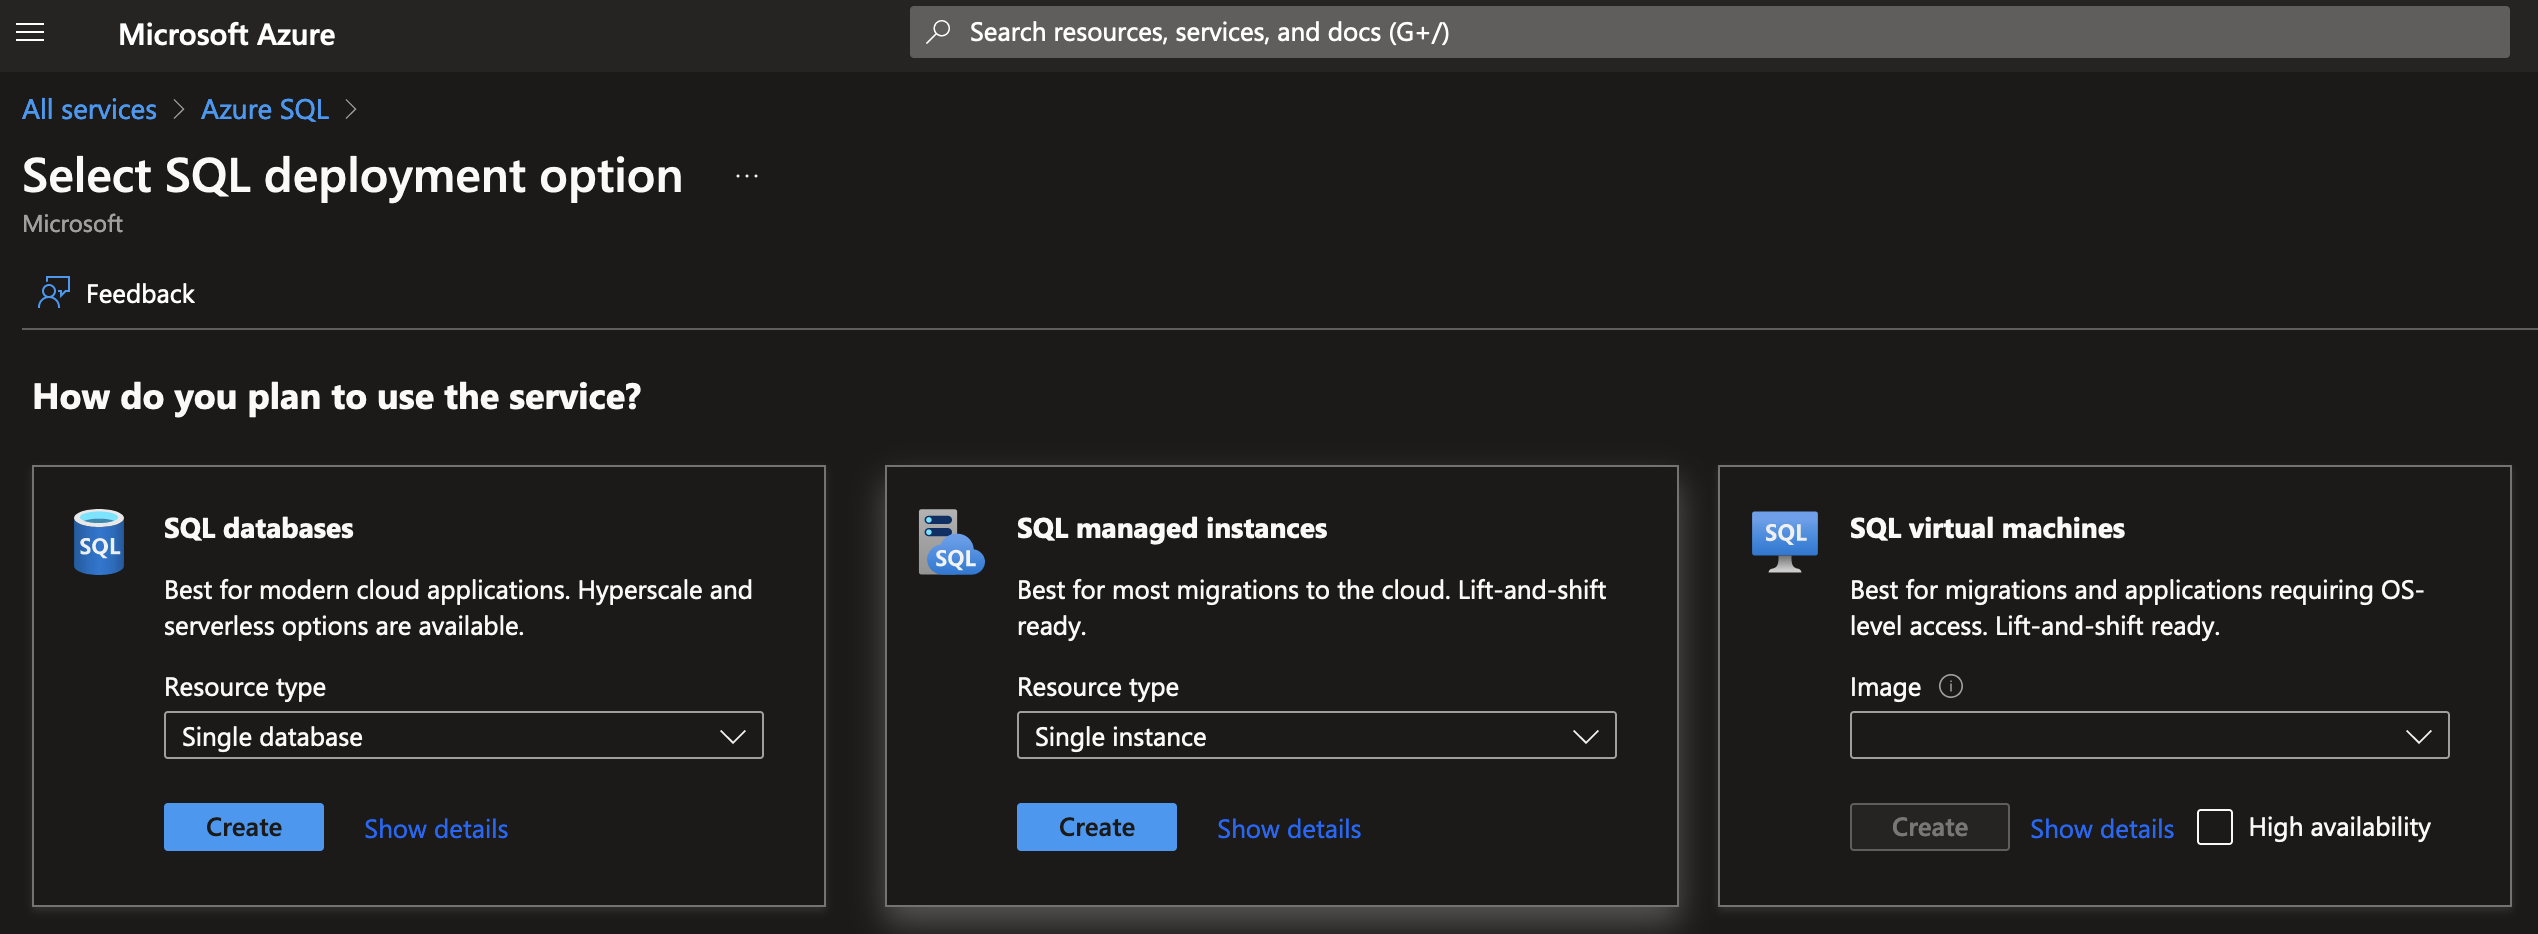 Microsoft Azure
Search resources, services, and docs (G+/)
All services > Azure SQL >
Select SQL deployment option ...
Microsoft
Feedback
How do you plan to use the service?
SQL
SQL databases
Best for modern cloud applications. Hyperscale and
serverless options are available.
Resource type
Single database
Create Show details
SQL
SQL managed instances
Best for most migrations to the cloud. Lift-and-shift
ready.
Resource type
Single instance
Create Show details
SQL
SQL virtual machines
Best for migrations and applications requiring OS-
level access. Lift-and-shift ready.
Image
Create Show details High availability